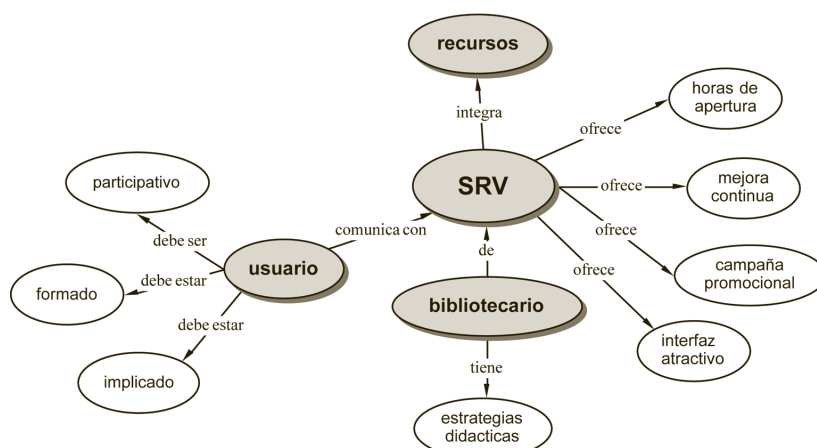 recursos
integra
horas de
apertura
ofrece
SRV
ofrece
mejora
continua
participativo
debe ser
comunica con
ofrece
usuario
de
ofrece
campaña
promocional
formado
debe estar
bibliotecario
debe estar
interfaz
atractivo
implicado
tiene
estrategias
didacticas